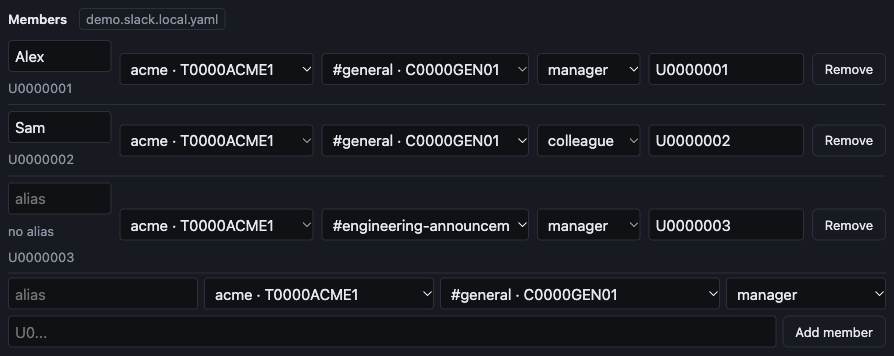 Members demo.slack.local.yaml
Alex acme · T0000ACME1 #general · C0000GEN01 manager U0000001 Remove
U0000001
Sam acme · T0000ACME1 #general · C0000GEN01 colleague U0000002 Remove
U0000002
alias
acme · T0000ACME1 #engineering-announcem manager U0000003 Remove
no alias
U0000003
alias acme · T0000ACME1 #general · C0000GEN01 manager
U0... Add member